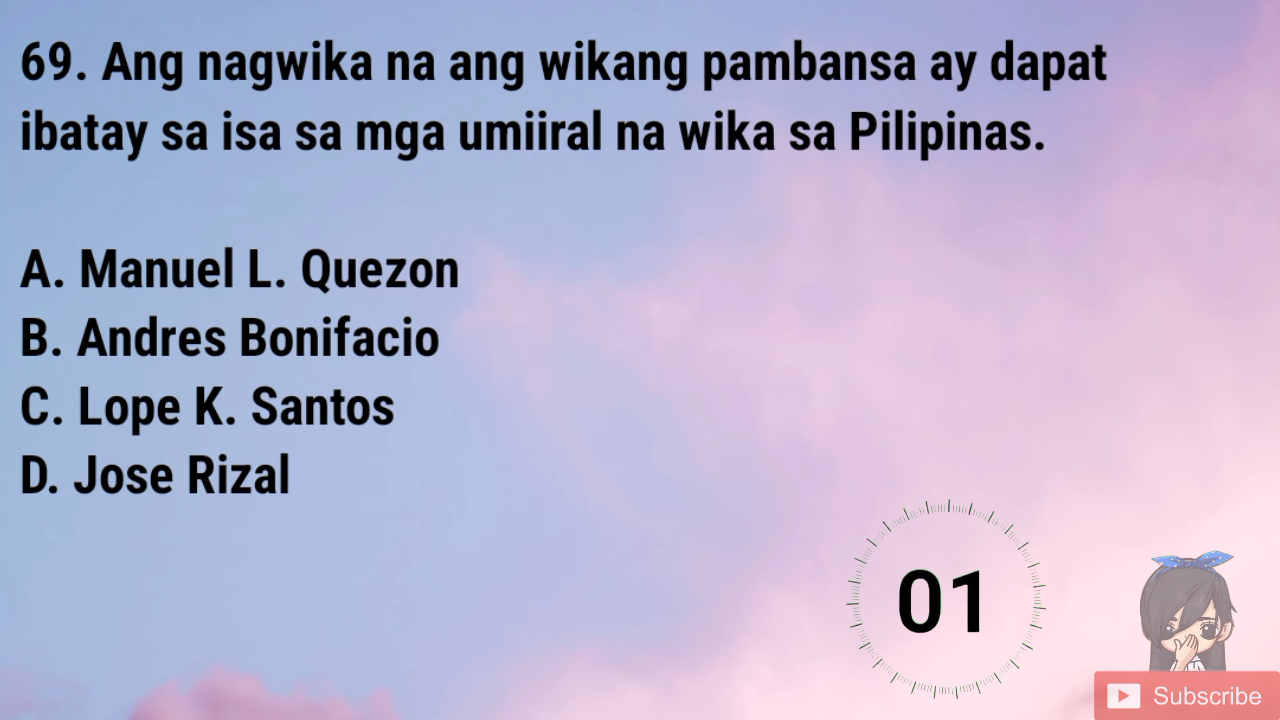 69. Ang nagwika na ang wikang pambansa ay dapat
ibatay sa isa sa mga umiiral na wika sa Pilipinas.
A. Manuel L. Quezon
B. Andres Bonifacio
C. Lope K. Santos
D. Jose Rizal
01
Subscribe